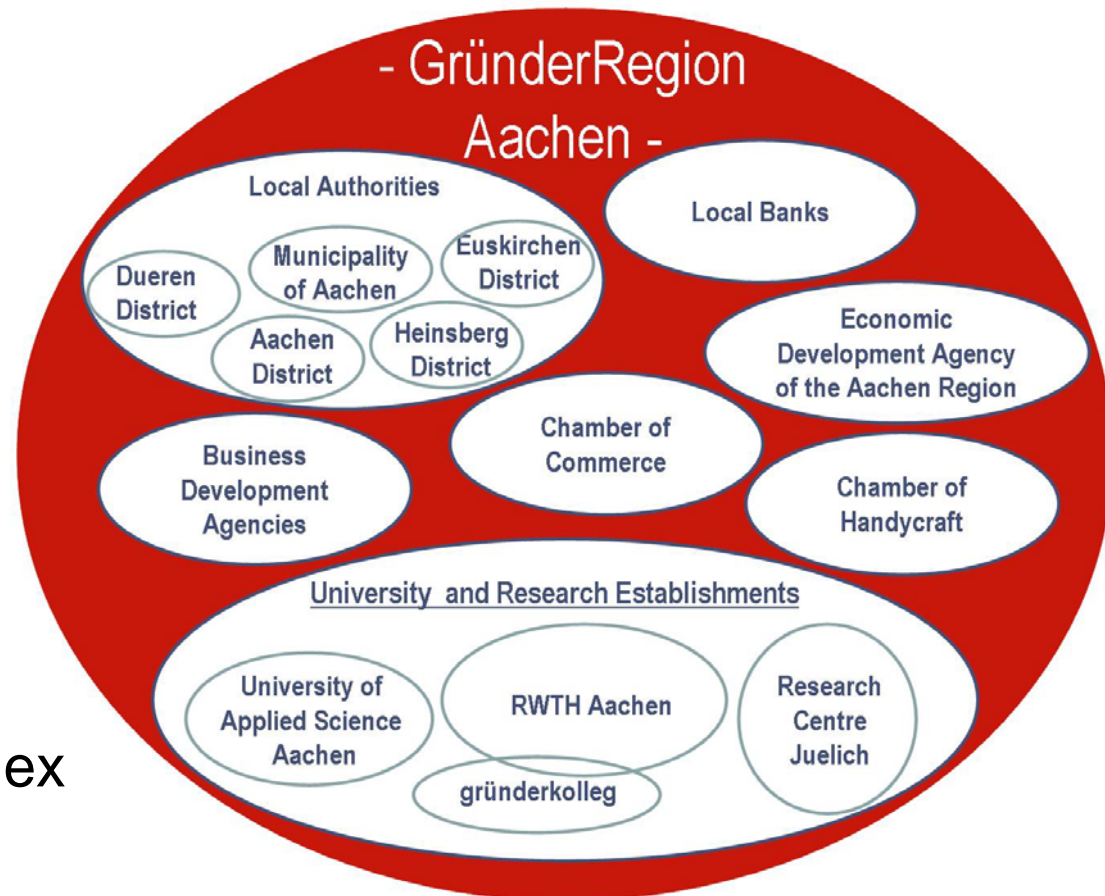 - GründerRegion
Aachen -
Local Authorities
Dueren
District
Municipality
of Aachen
Euskirchen
District
Aachen
District
Heinsberg
District
Local Banks
Economic
Development Agency
of the Aachen Region
Business
Development
Agencies
Chamber of
Commerce
Chamber of
Handycraft
University and Research Establishments
University of
Applied Science
Aachen
RWTH Aachen
gründerkolleg
Research
Centre
Juelich
ex